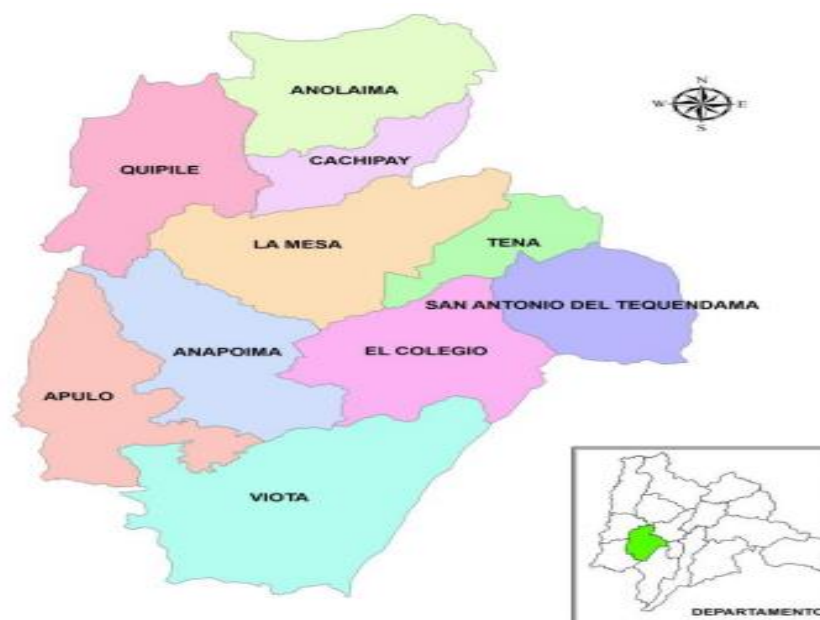 ANOLAIMA
N
W E
S
CACHIPAY
QUIPILE
LA MESA
TENA
SAN ANTONIO DEL TEQUENDAMA
ANAPOIMA
EL COLEGIO
APULO
VIOTA
DEPARTAMENTO